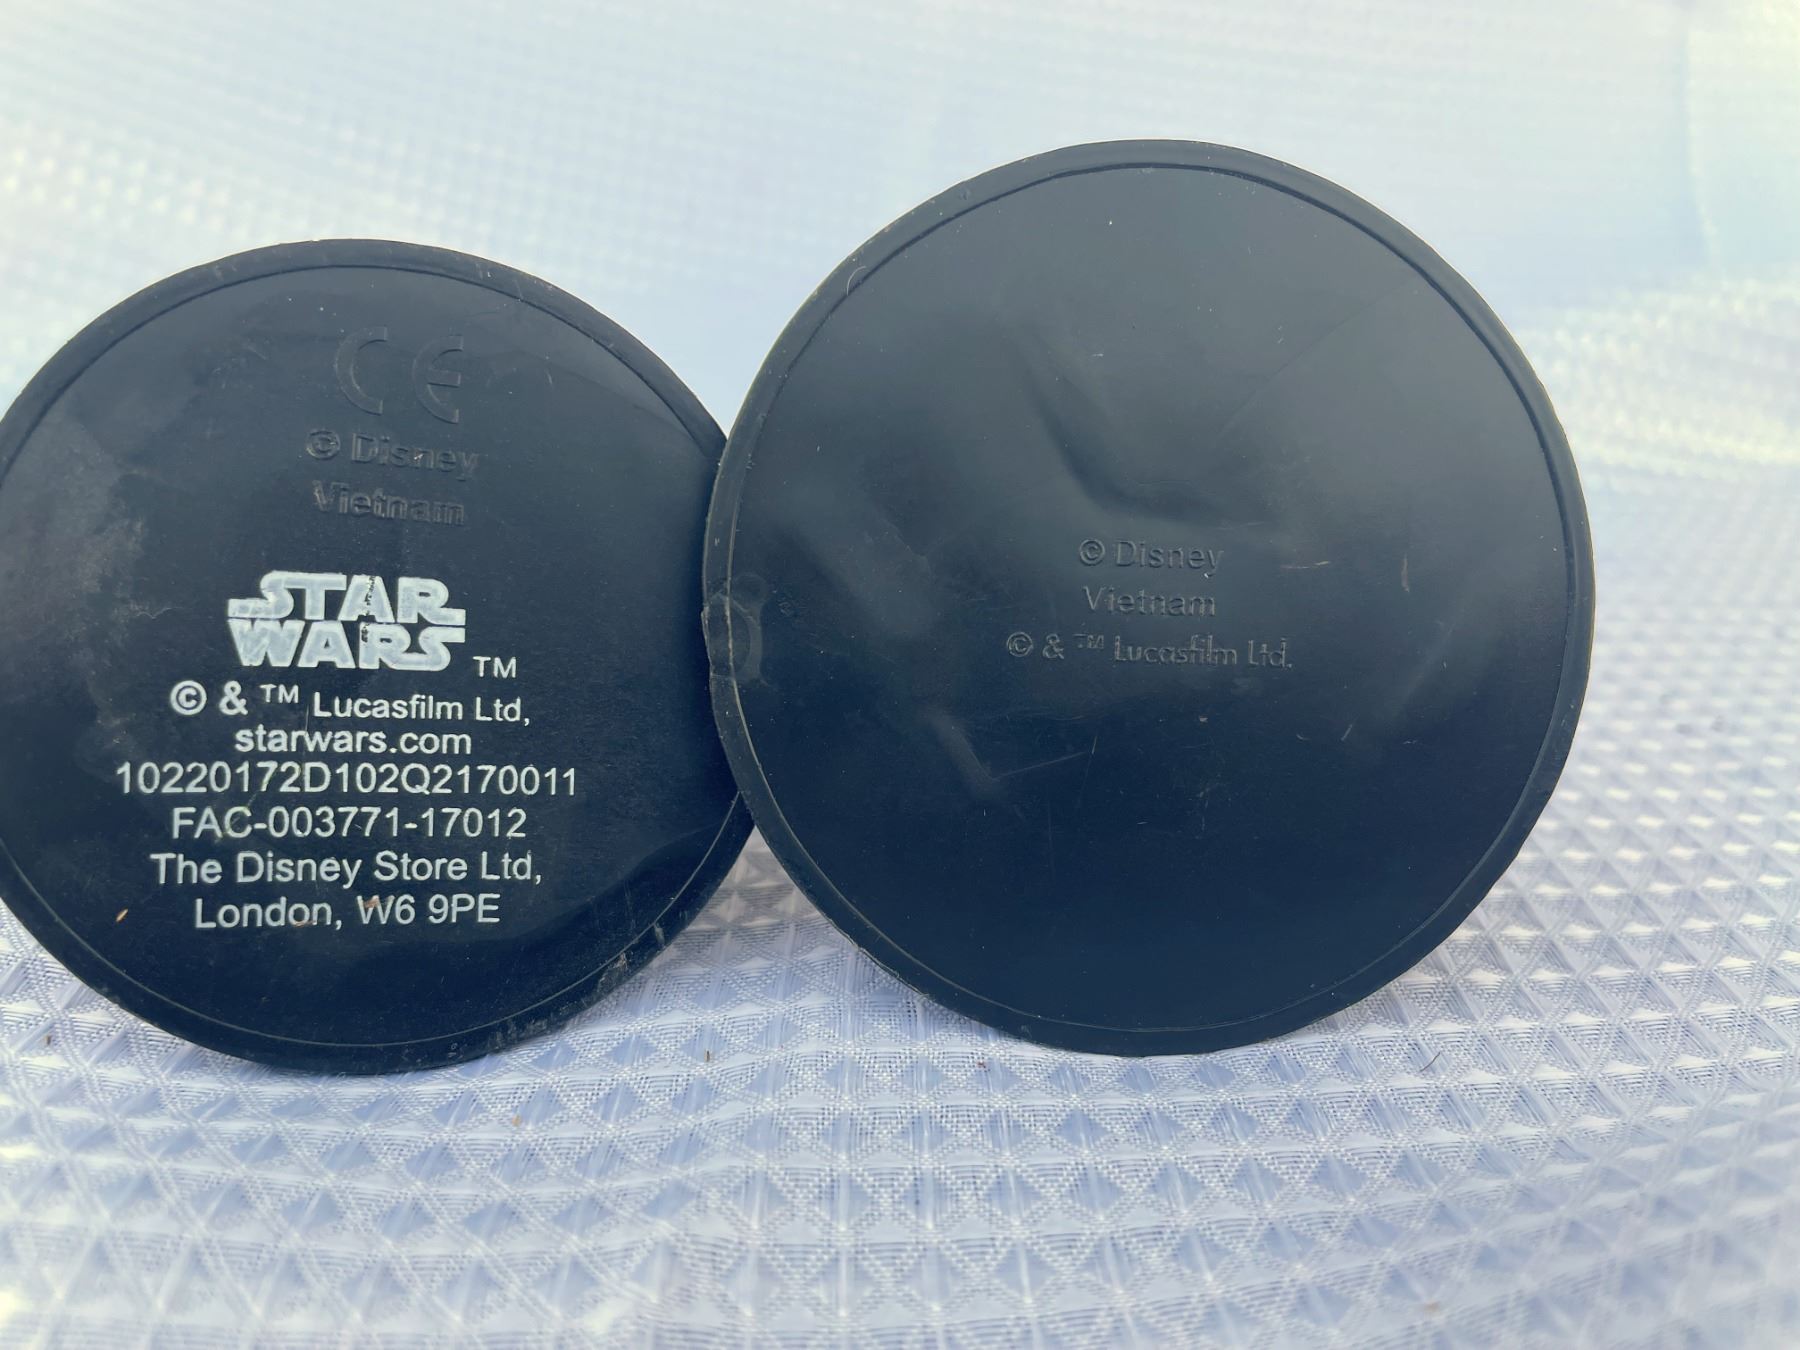 CE
© Disney
Vietnam
STAR
WARS ™
© & ™ Lucasfilm Ltd,
starwars.com
10220172D102Q2170011
FAC-003771-17012
The Disney Store Ltd,
London, W6 9PE
© Disney
Vietnam
© & ™ Lucasfilm Ltd.